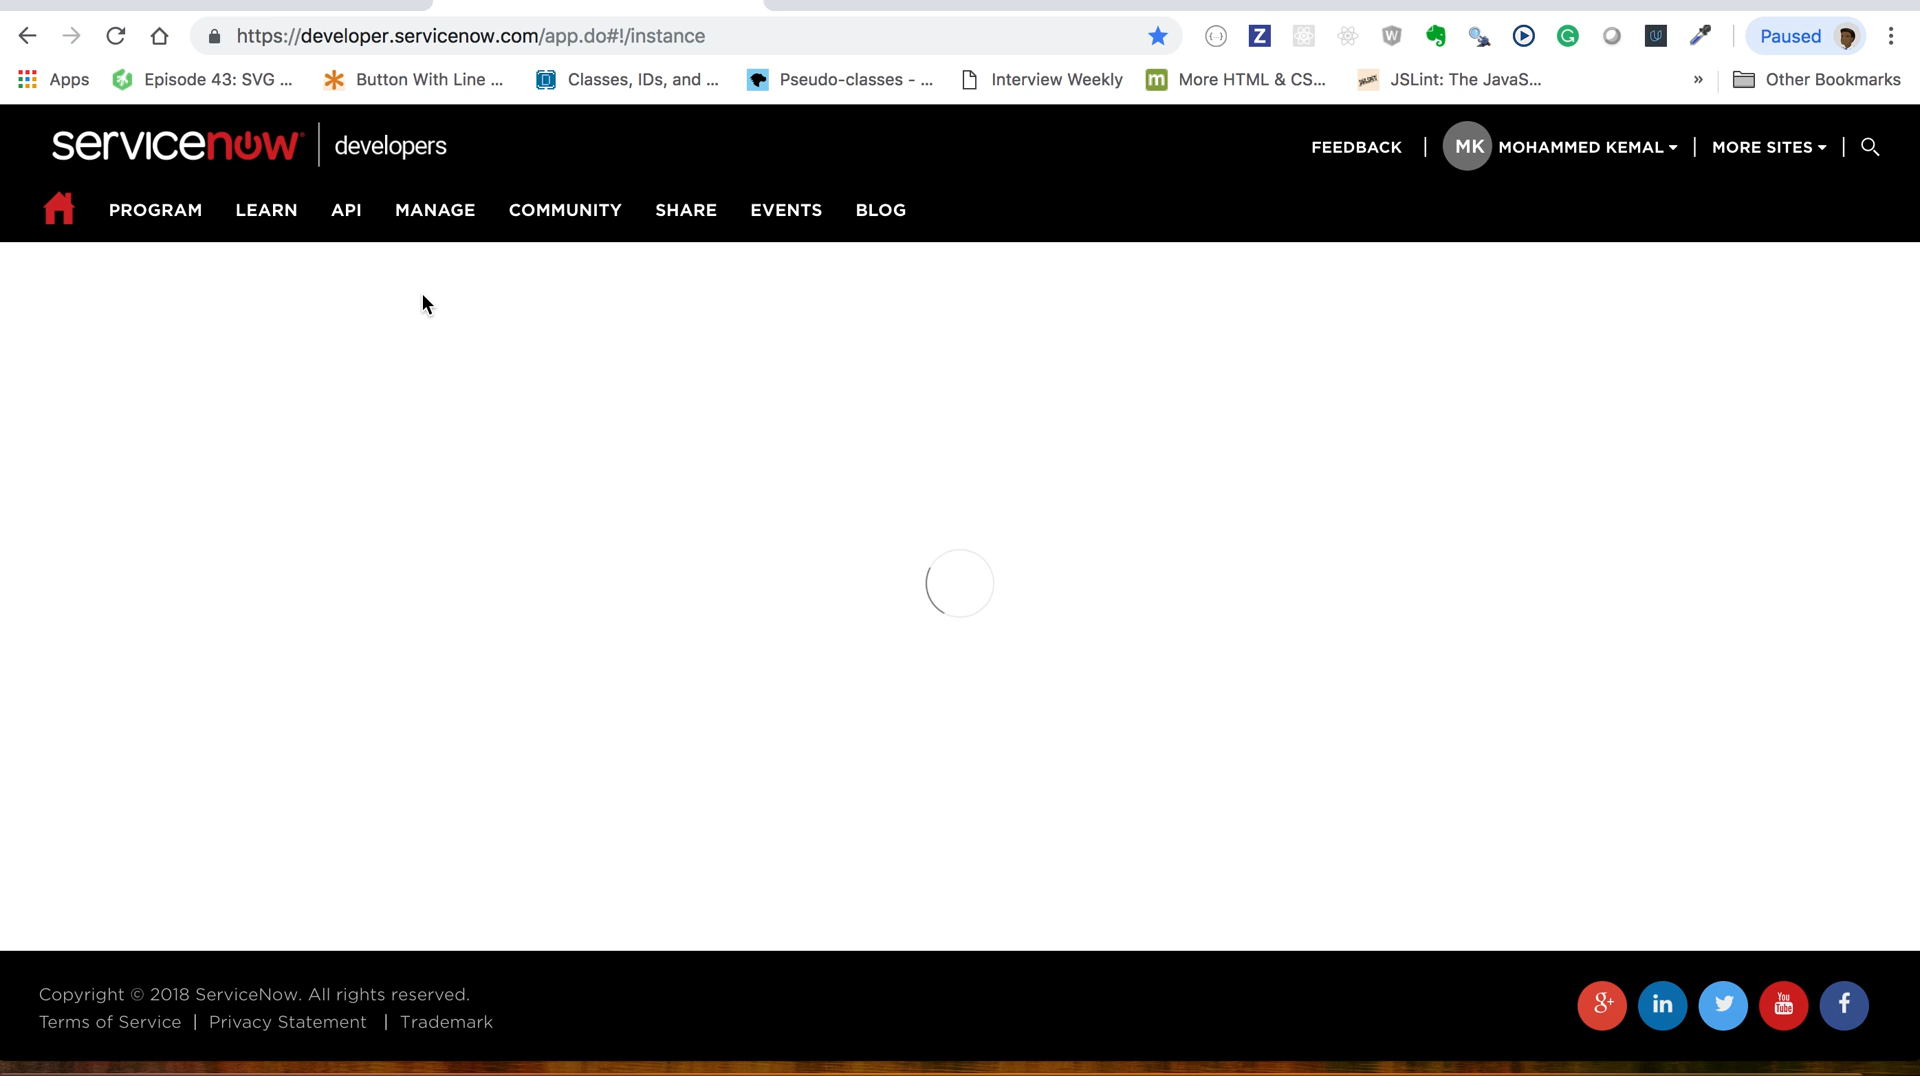 https://developer.servicenow.com/app.do#!/instance
Paused
Apps
Episode 43: SVG ...
Button With Line ...
Classes, IDs, and ...
Pseudo-classes - ...
Interview Weekly
More HTML & CS...
JSLint: The JavaS...
»
Other Bookmarks
servicenow | developers
FEEDBACK | MK MOHAMMED KEMAL | MORE SITES |
PROGRAM LEARN API MANAGE COMMUNITY SHARE EVENTS BLOG
Copyright © 2018 ServiceNow. All rights reserved.
Terms of Service | Privacy Statement | Trademark